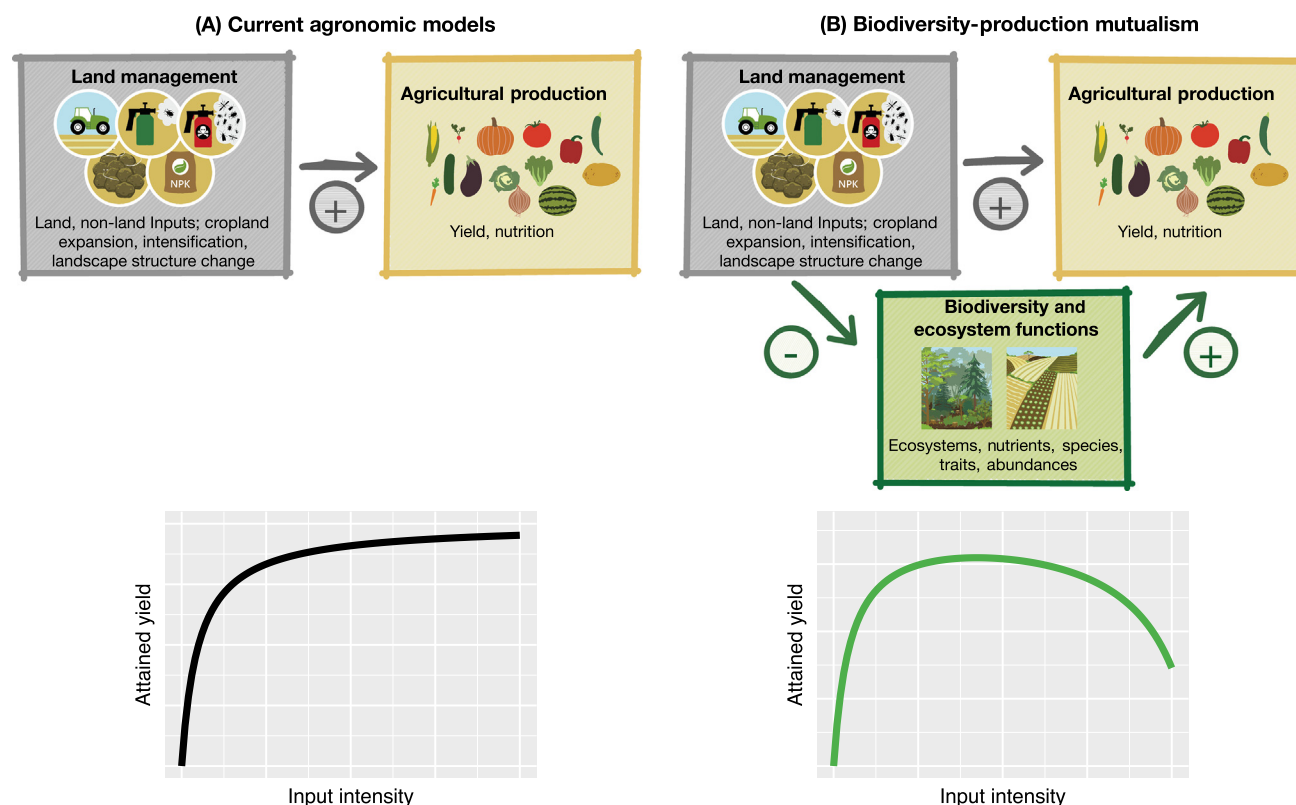 (A) Current agronomic models
Land management
NPK
Land, non-land Inputs; cropland
expansion, intensification,
landscape structure change
+
Agricultural production
Yield, nutrition
(B) Biodiversity-production mutualism
Land management
NPK
Land, non-land Inputs; cropland
expansion, intensification,
landscape structure change
+
Agricultural production
Yield, nutrition
-
Biodiversity and
ecosystem functions
Ecosystems, nutrients, species,
traits, abundances
+
Attained yield
Input intensity
Attained yield
Input intensity